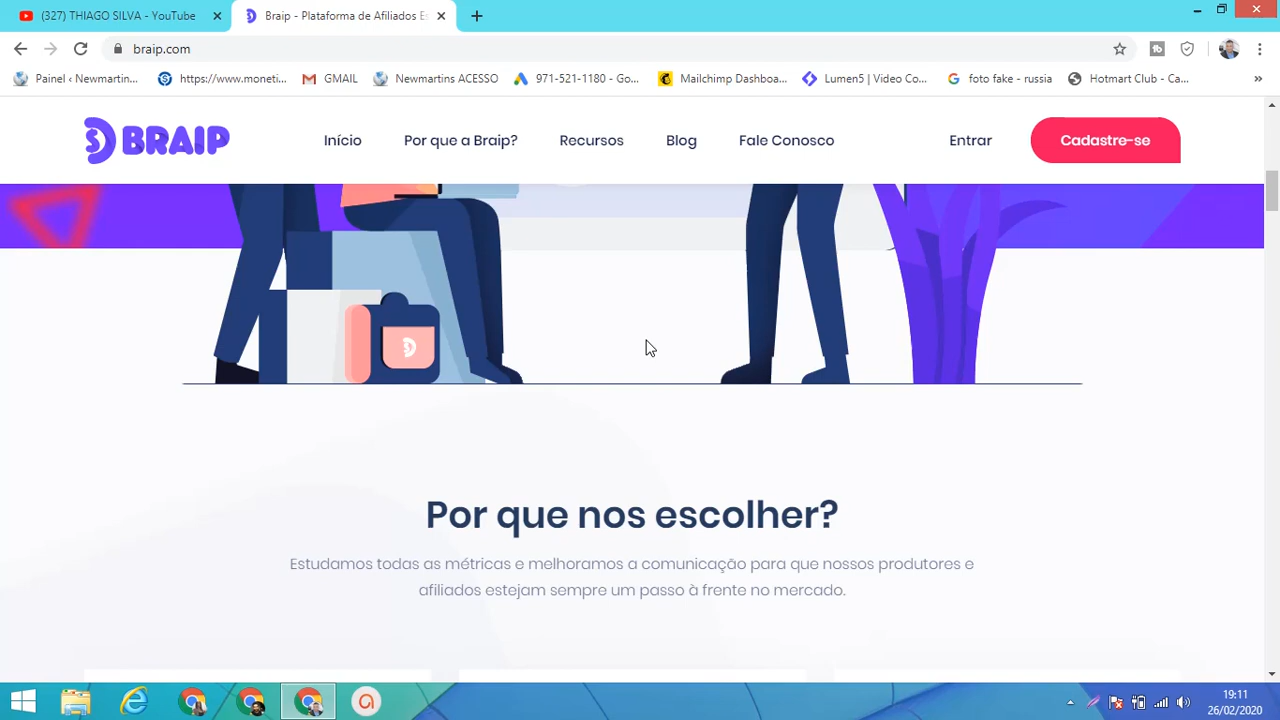 (327) THIAGO SILVA - YouTube
Braip - Plataforma de Afiliados Es
braip.com
Painel ‹ Newmartin...
https://www.moneti...
GMAIL
Newmartins ACESSO
971-521-1180 - Go...
Mailchimp Dashboa...
Lumen5 | Video Co...
foto fake - russia
Hotmart Club - Ca...
»
BRAIP
Início
Por que a Braip?
Recursos
Blog
Fale Conosco
Entrar
Cadastre-se
Por que nos escolher?
Estudamos todas as métricas e melhoramos a comunicação para que nossos produtores e
afiliados estejam sempre um passo à frente no mercado.
19:11
26/02/2020